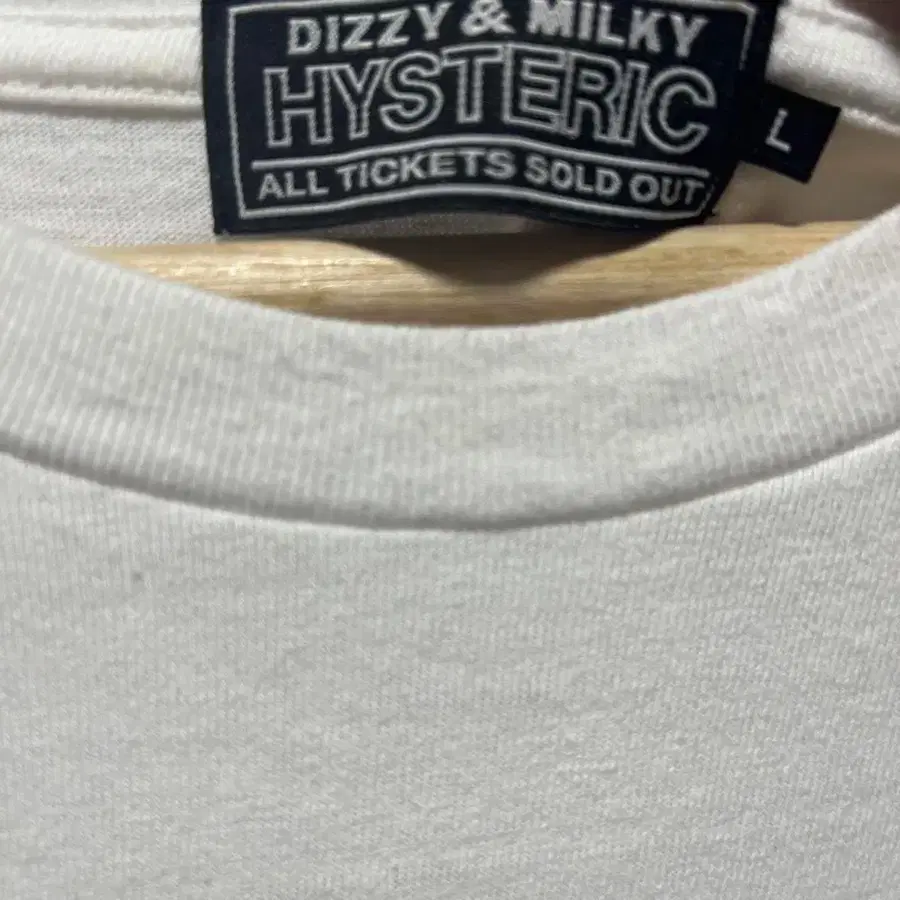 DIZZY & MILKY
HYSTERIC
ALL TICKETS SOLD OUT
L